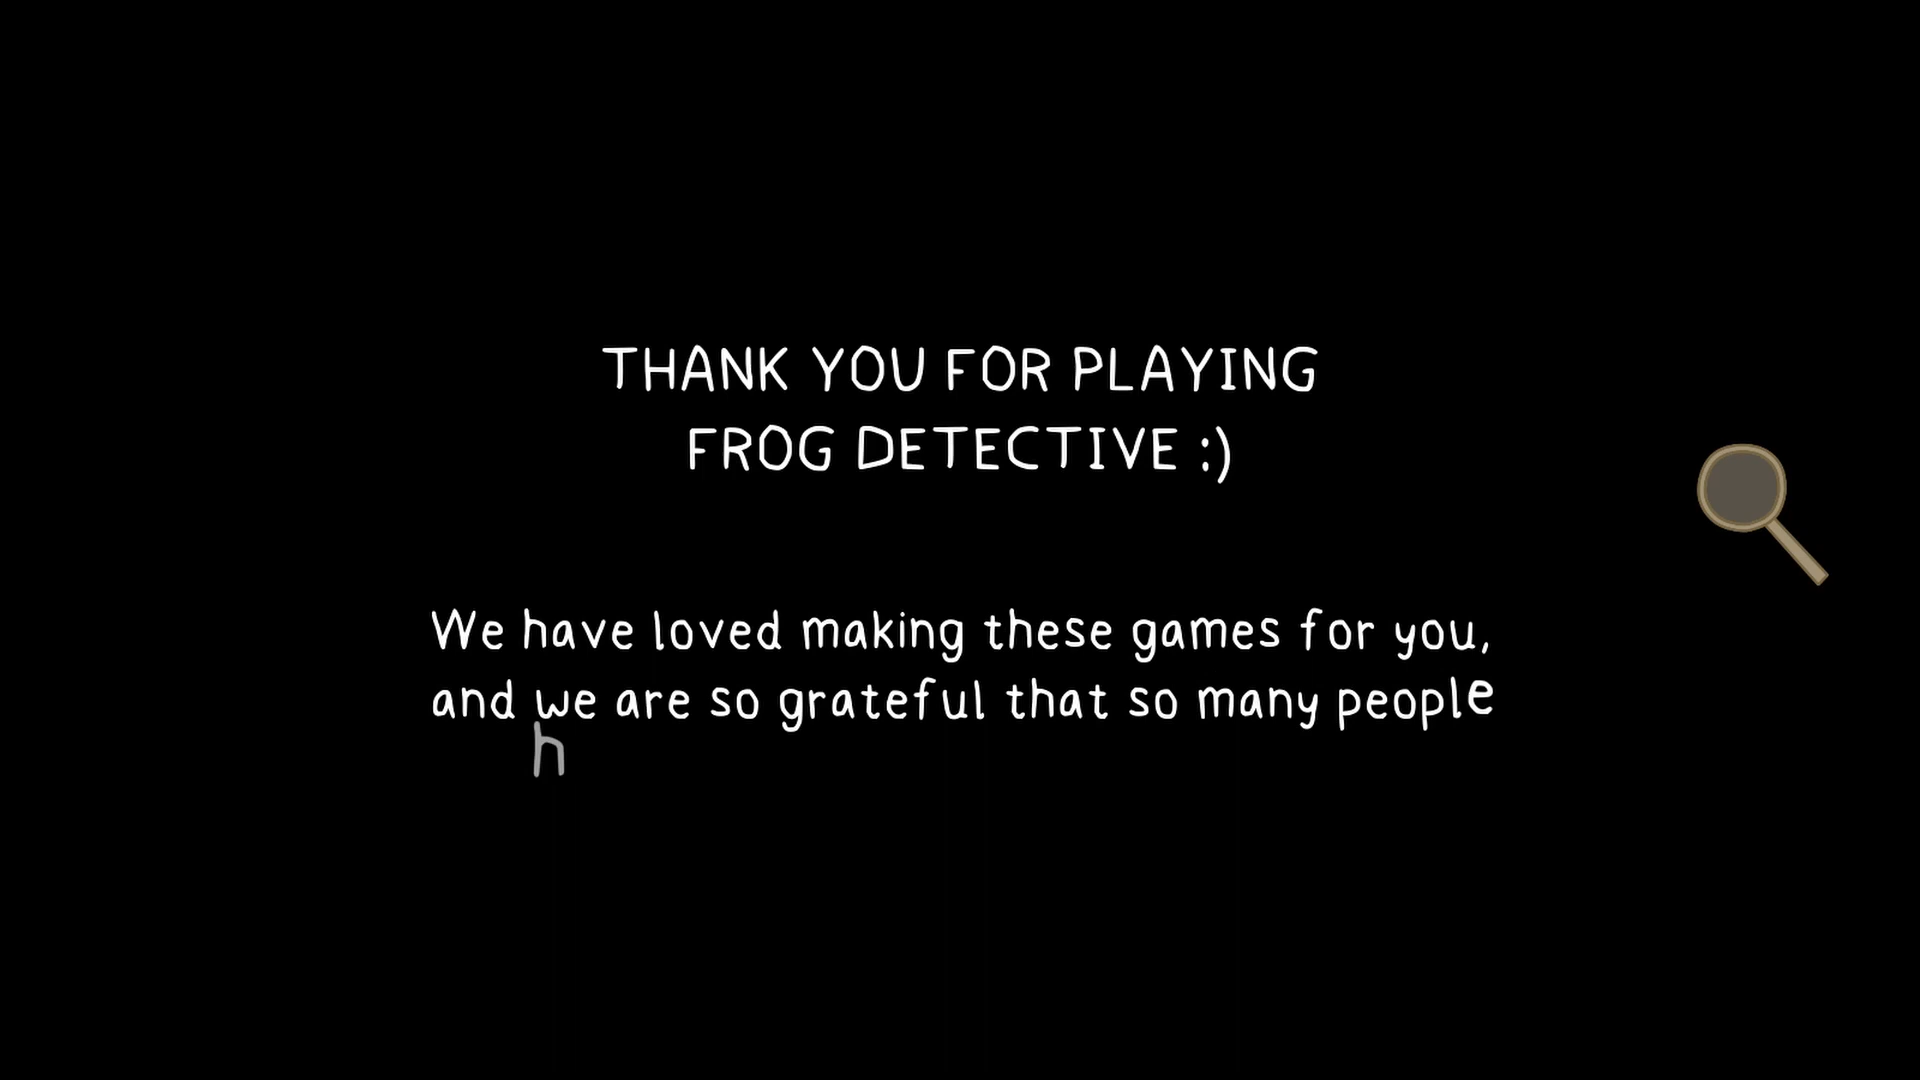 THANK YOU FOR PLAYING
FROG DETECTIVE :)
We have loved making these games for you,
and we are so grateful that so many people
h